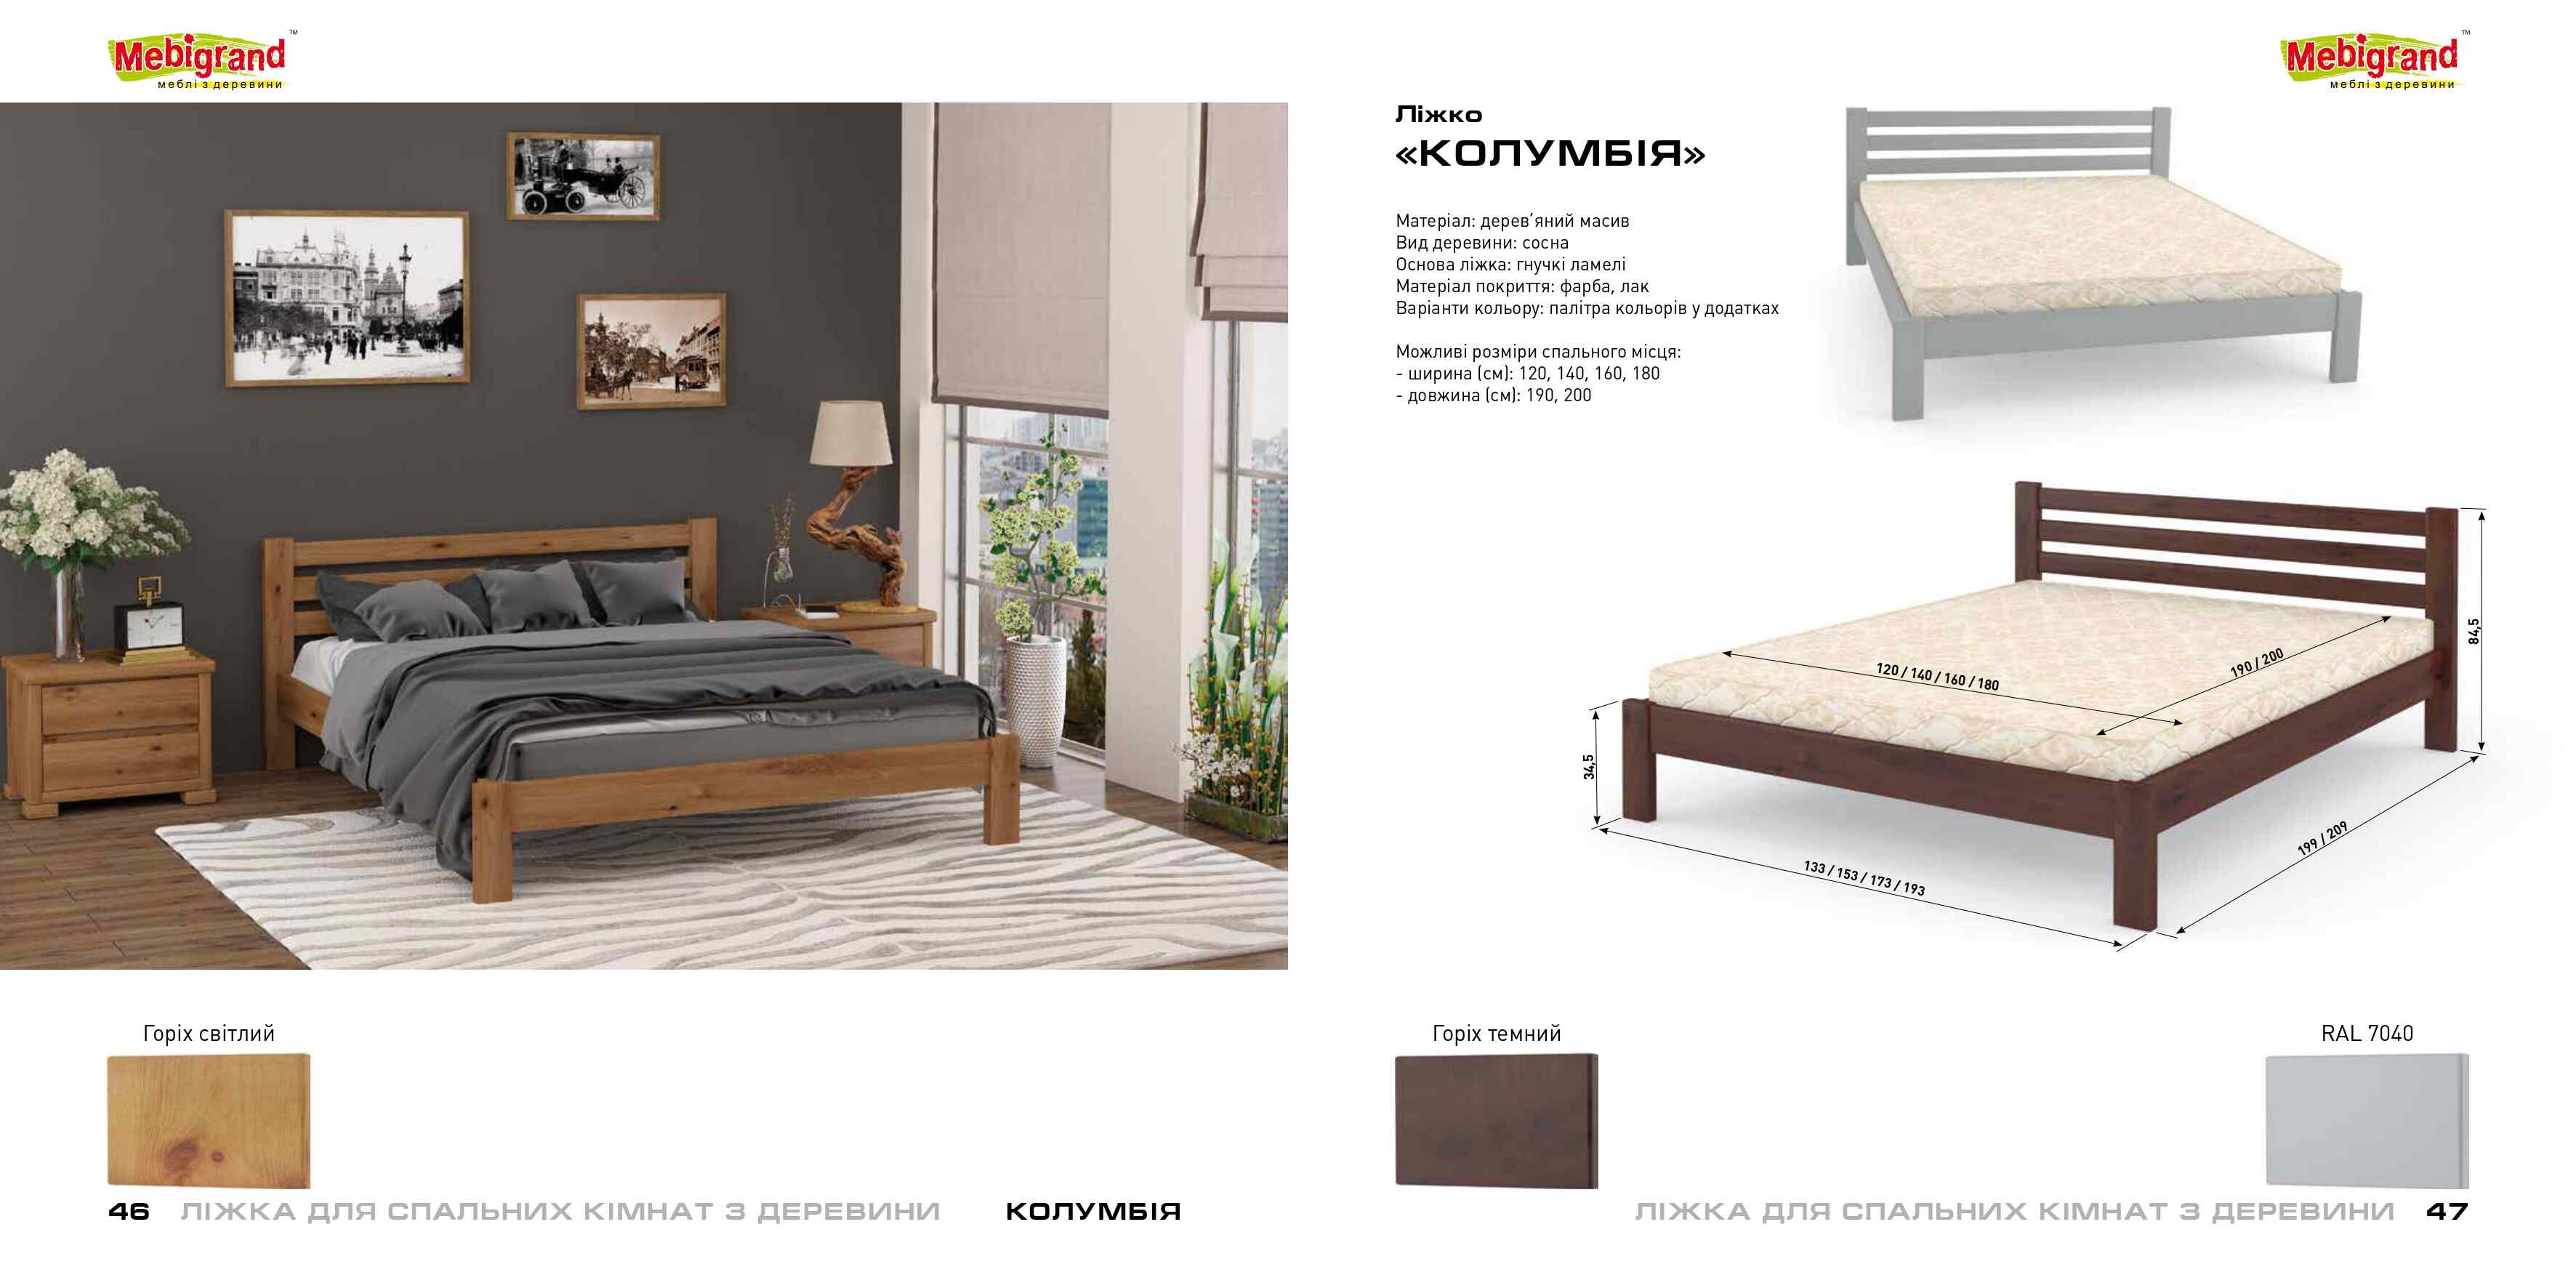 Mebigrand
TM
меблі з деревини
Горіх світлий
46 ЛІЖКА ДЛЯ СПАЛЬНИХ КІМНАТ З ДЕРЕВИНИ КОЛУМБІЯ
Mebigrand
TM
меблі з деревини
Ліжко
«КОЛУМБІЯ»
Матеріал: дерев’яний масив
Вид деревини: сосна
Основа ліжка: гнучкі ламелі
Матеріал покриття: фарба, лак
Варіанти кольору: палітра кольорів у додатках
Можливі розміри спального місця:
- ширина (см): 120, 140, 160, 180
- довжина (см): 190, 200
120 / 140 / 160 / 180
190 / 200
84,5
34,5
133 / 153 / 173 / 193
199 / 209
Горіх темний
RAL 7040
ЛІЖКА ДЛЯ СПАЛЬНИХ КІМНАТ З ДЕРЕВИНИ 47